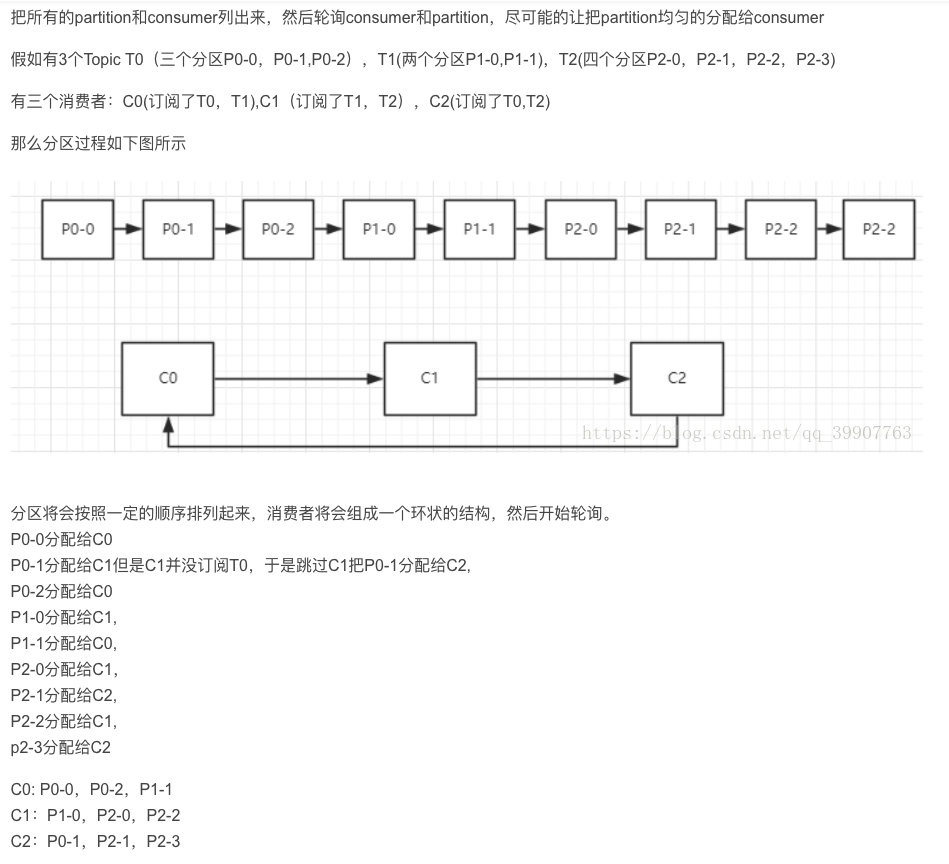 把所有的partition和consumer列出来，然后轮询consumer和partition，尽可能的让把partition均匀的分配给consumer
假如有3个Topic T0（三个分区P0-0，P0-1,P0-2），T1(两个分区P1-0,P1-1)，T2(四个分区P2-0，P2-1，P2-2，P2-3)
有三个消费者：C0(订阅了T0，T1),C1（订阅了T1，T2），C2(订阅了T0,T2)
那么分区过程如下图所示
P0-0 P0-1 P0-2 P1-0 P1-1 P2-0 P2-1 P2-2 P2-2
C0 C1 C2
https://blog.csdn.net/qq_39907763
分区将会按照一定的顺序排列起来，消费者将会组成一个环状的结构，然后开始轮询。
P0-0分配给C0
P0-1分配给C1但是C1并没订阅T0，于是跳过C1把P0-1分配给C2,
P0-2分配给C0
P1-0分配给C1,
P1-1分配给C0,
P2-0分配给C1,
P2-1分配给C2,
P2-2分配给C1,
p2-3分配给C2
C0: P0-0，P0-2，P1-1
C1：P1-0，P2-0，P2-2
C2：P0-1，P2-1，P2-3